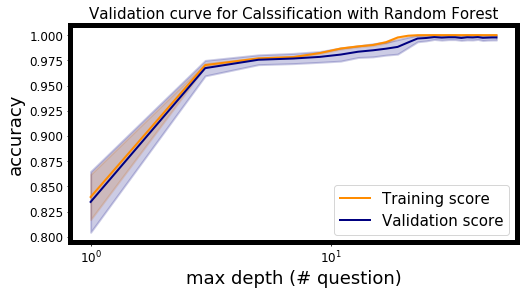 Validation curve for Calssification with Random Forest
accuracy
1.000
0.975
0.950
0.925
0.900
0.875
0.850
0.825
0.800
Training score
Validation score
10^0
10^1
max depth (# question)